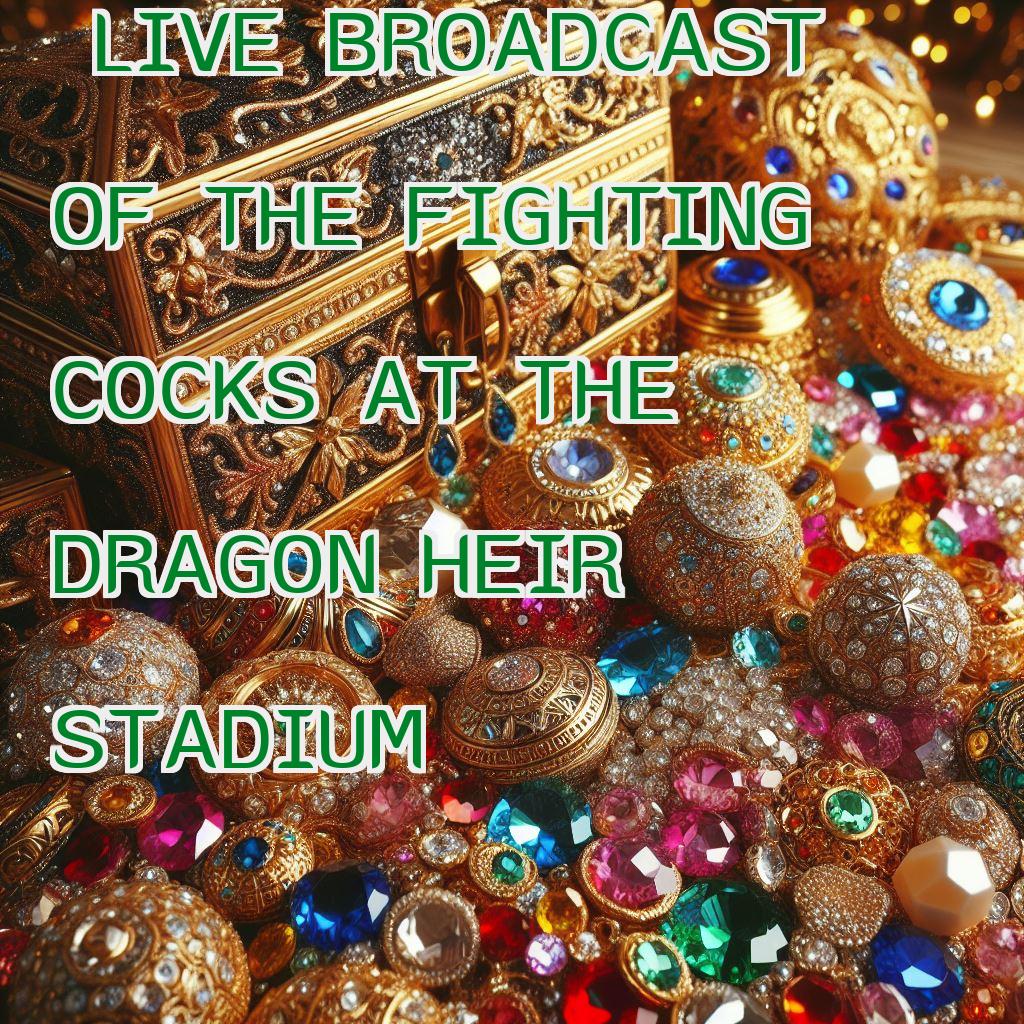 LIVE BROADCAST
OF THE FIGHTING
COCKS AT THE
DRAGON HEIR
STADIUM